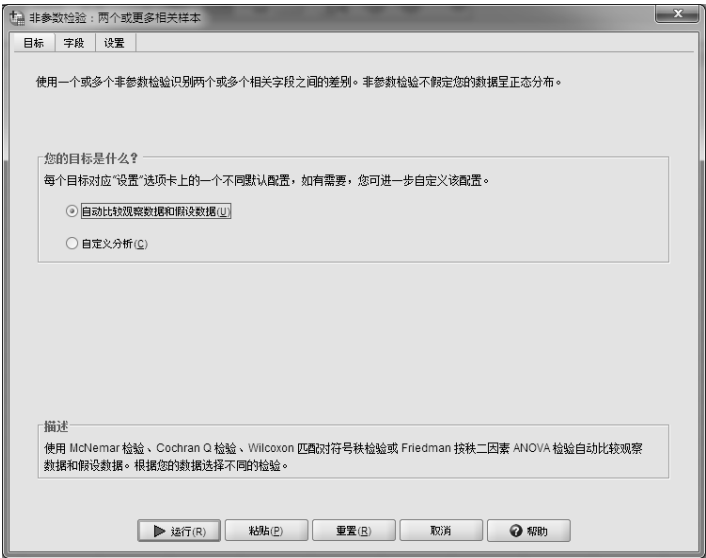 非参数检验：两个或更多相关样本
目标 字段 设置
使用一个或多个非参数检验识别两个或多个相关字段之间的差别。非参数检验不假定您的数据呈正态分布。
您的目标是什么？
每个目标对应“设置”选项卡上的一个不同默认配置，如有需要，您可进一步自定义该配置。
自动比较观察数据和假设数据(U)
自定义分析(C)
描述
使用 McNemar 检验、Cochran Q 检验、Wilcoxon 匹配对符号秩检验或 Friedman 按秩二因素 ANOVA 检验自动比较观察
数据和假设数据。根据您的数据选择不同的检验。
运行(R) 粘贴(P) 重置(R) 取消 帮助